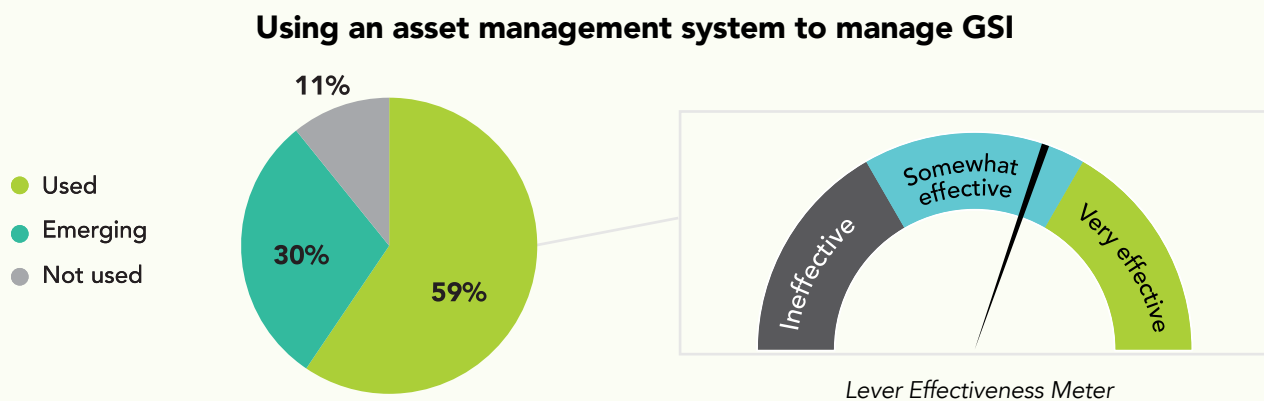 Using an asset management system to manage GSI
11%
Used
Emerging
Not used
30%
59%
Ineffective
Somewhat
effective
Very effective
Lever Effectiveness Meter